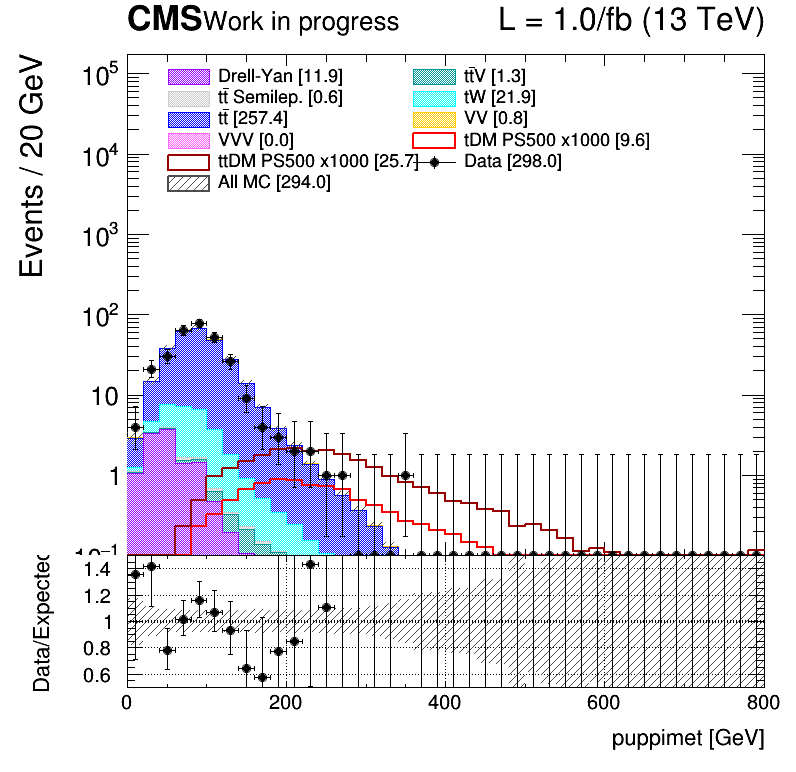 CMS Work in progress L = 1.0/fb (13 TeV)
Events / 20 GeV
10⁵
10⁴
10³
10²
10
1
10⁻¹
Drell-Yan [11.9]
tt̄ Semilep. [0.6]
tt̄ [257.4]
VVV [0.0]
ttDM PS500 x1000 [25.7]
All MC [294.0]
tt̄V [1.3]
tW [21.9]
VV [0.8]
tDM PS500 x1000 [9.6]
Data [298.0]
Data/Expected
1.4
1.2
1
0.8
0.6
0 200 400 600 800
puppimet [GeV]